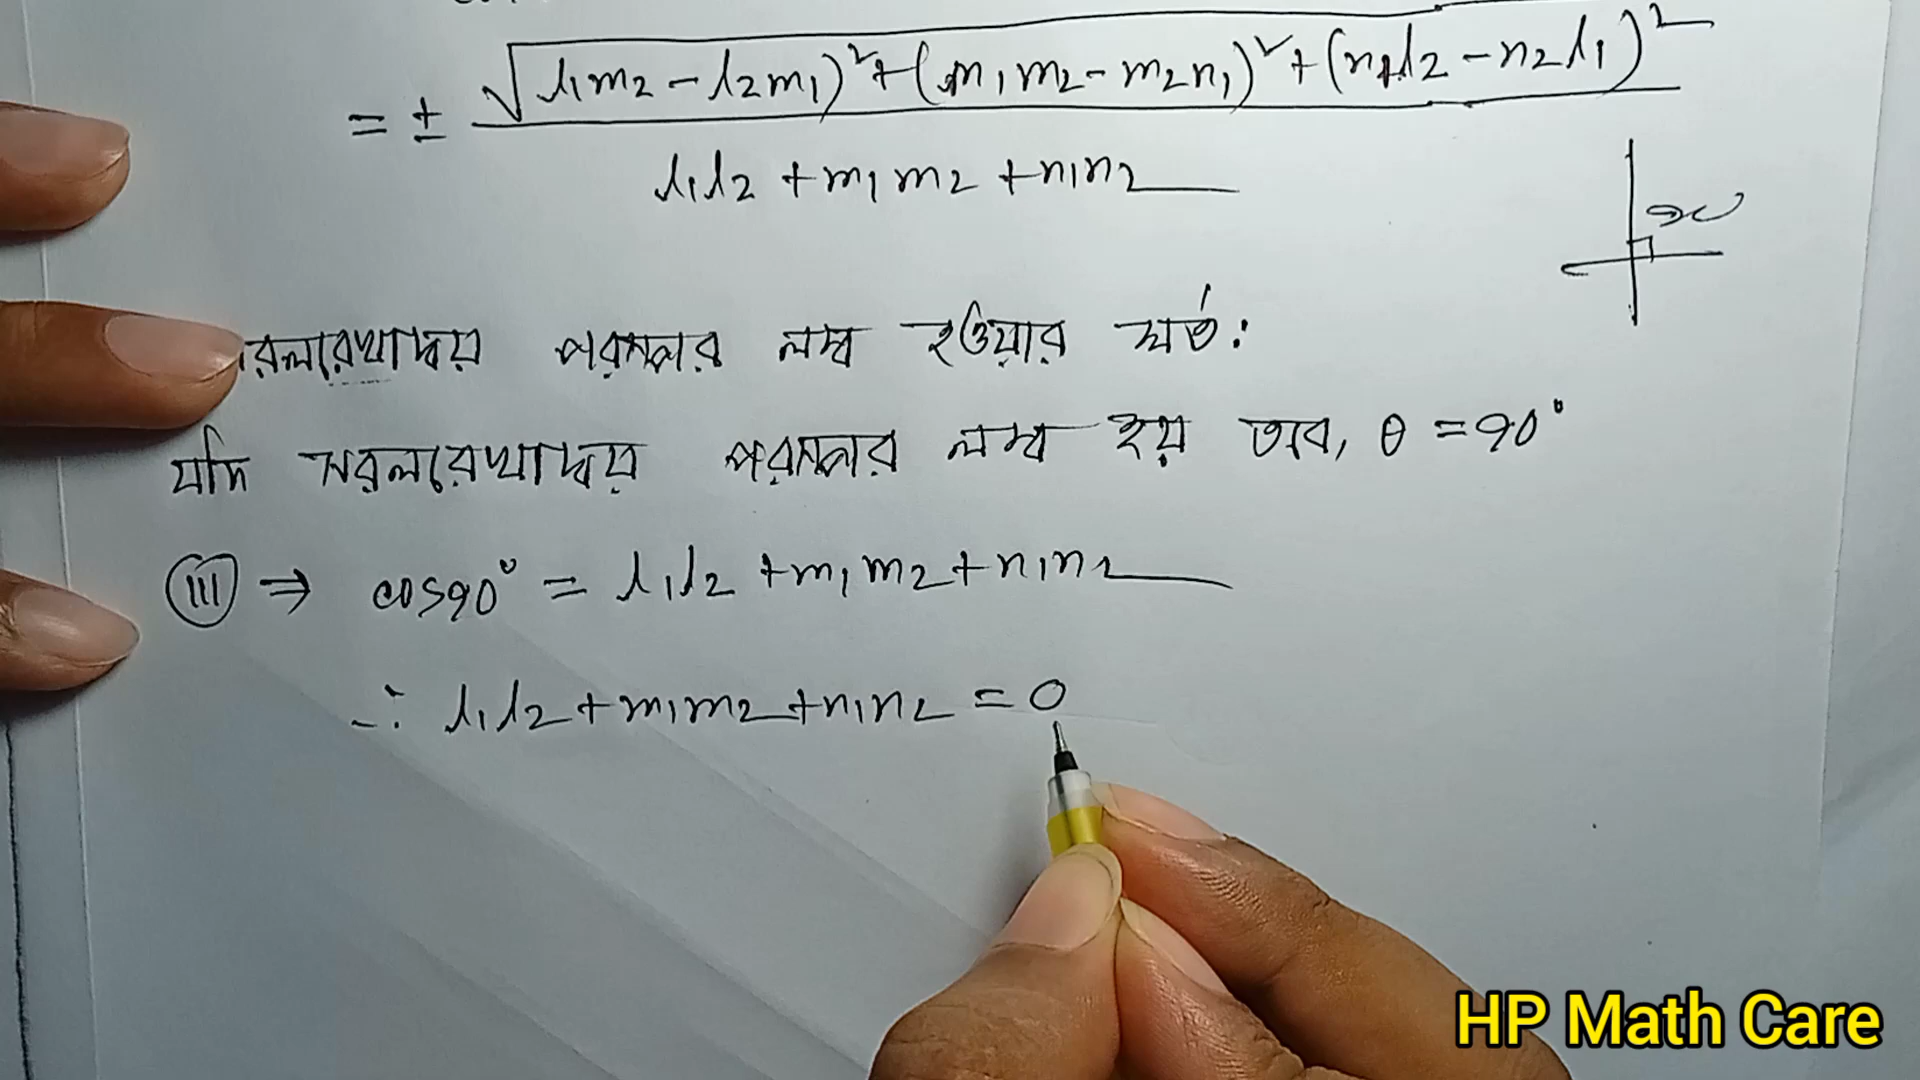 = ± √(l₁m₂ - l₂m₁)² + (m₁m₂ - m₂n₁)² + (n₁l₂ - n₂l₁)²
l₁l₂ + m₁m₂ + n₁n₂
90
রলরেখাদ্বয় পরস্পর লম্ব হওয়ার শর্ত:
যদি সরলরেখাদ্বয় পরস্পর লম্ব হয় তবে, θ = 90°
(III) ⇒ cos90° = l₁l₂ + m₁m₂ + n₁n₂
∴ l₁l₂ + m₁m₂ + n₁n₂ = 0
HP Math Care